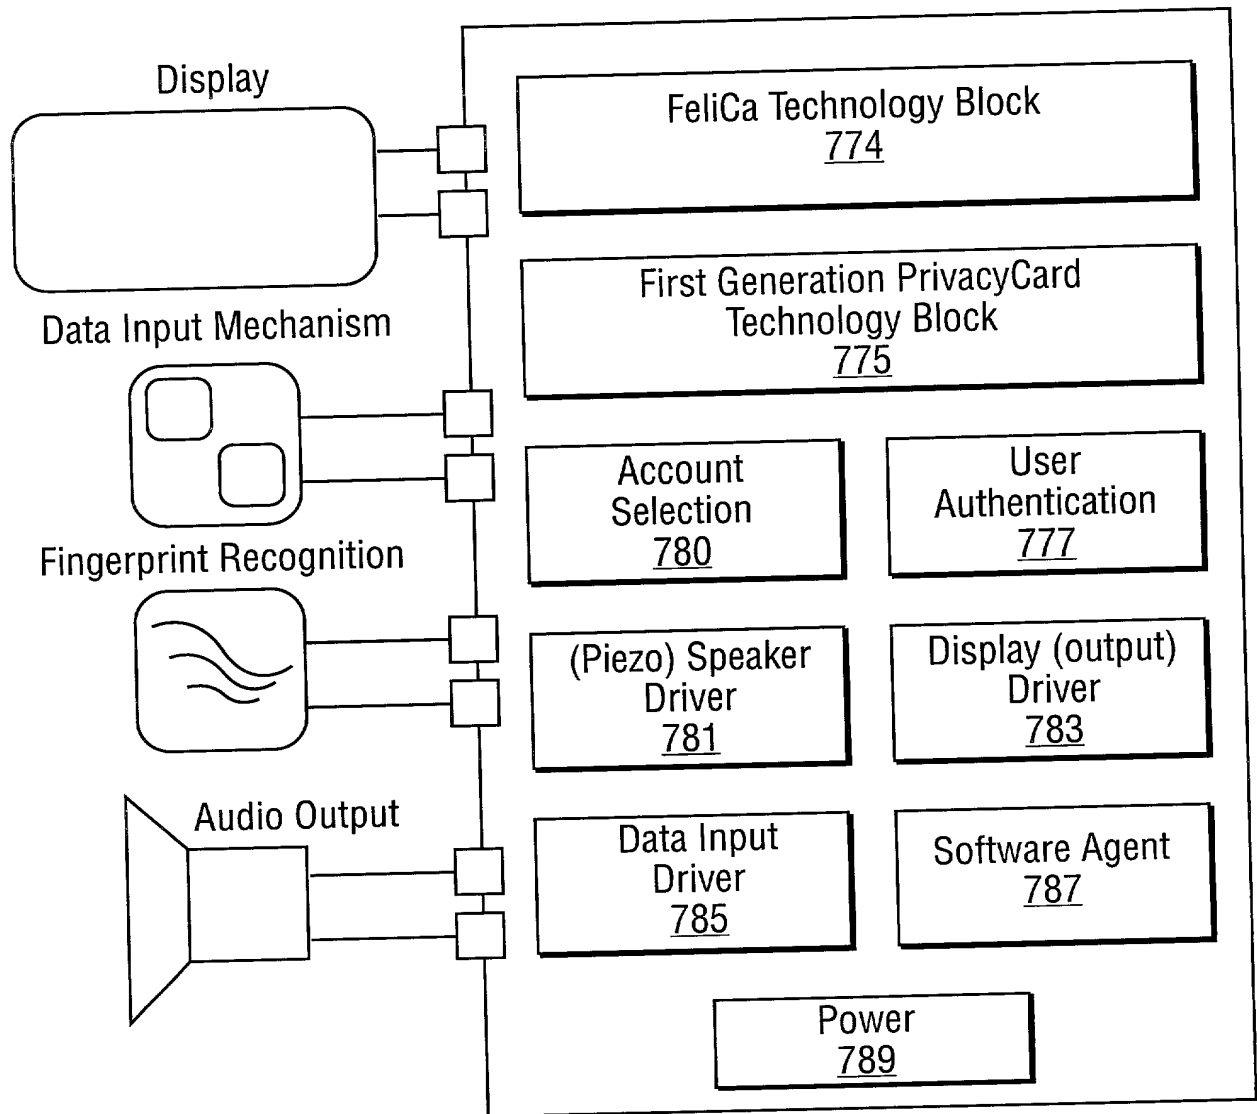 Display
Data Input Mechanism
Fingerprint Recognition
Audio Output
FeliCa Technology Block
774
First Generation PrivacyCard
Technology Block
775
Account
Selection
780
User
Authentication
777
(Piezo) Speaker
Driver
781
Display (output)
Driver
783
Data Input
Driver
785
Software Agent
787
Power
789